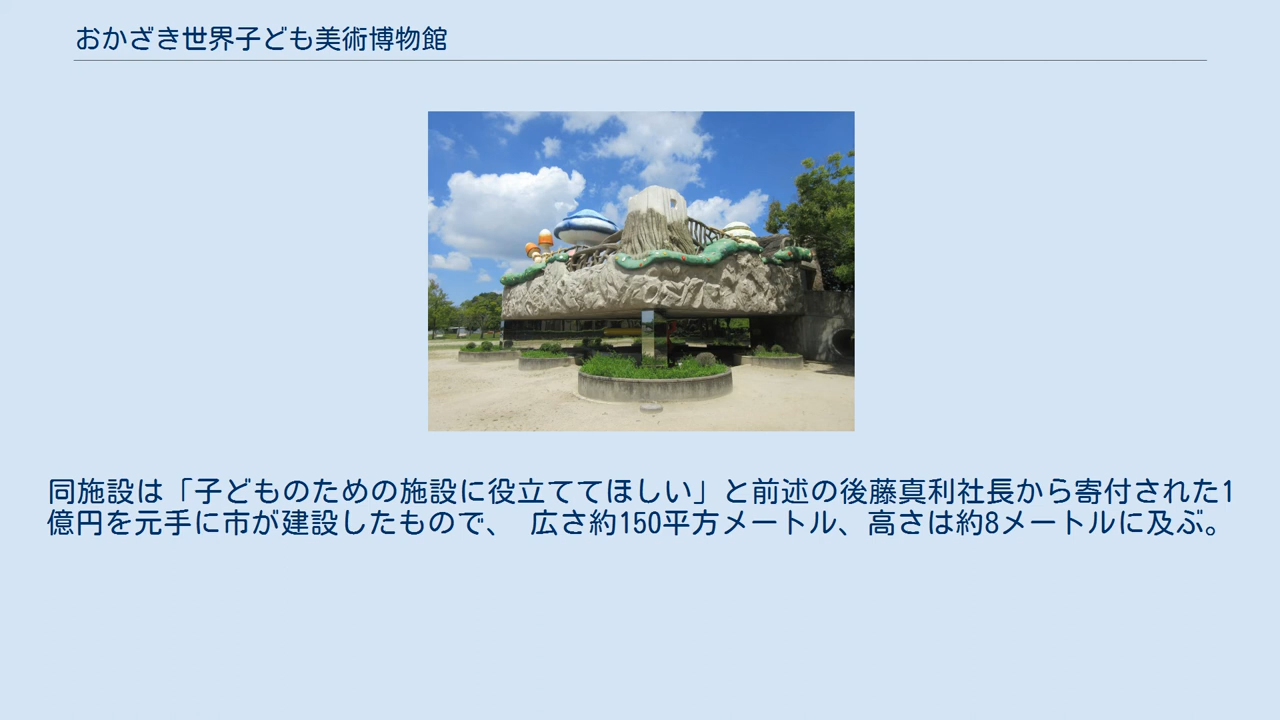 おかざき世界子ども美術博物館
同施設は「子どものための施設に役立ててほしい」と前述の後藤真利社長から寄付された1
億円を元手に市が建設したもので、 広さ約150平方メートル、高さは約8メートルに及ぶ。